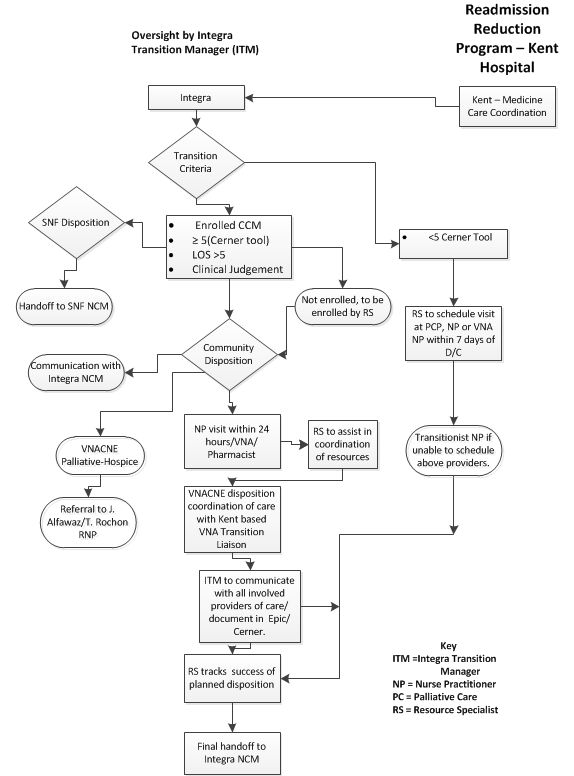 Readmission
Reduction
Program – Kent
Hospital
Oversight by Integra
Transition Manager (ITM)
Integra
Kent – Medicine
Care Coordination
Transition
Criteria
SNF Disposition
• Enrolled CCM
• ≥ 5(Cerner tool)
• LOS >5
• Clinical Judgement
• <5 Cerner Tool
Handoff to SNF NCM
Not enrolled, to be
enrolled by RS
RS to schedule visit
at PCP, NP or VNA
NP within 7 days of
D/C
Community
Disposition
Communication with
Integra NCM
NP visit within 24
hours/VNA/
Pharmacist
RS to assist in
coordination
of resources
Transitionist NP if
unable to schedule
above providers.
VNACNE
Palliative-Hospice
Referral to J.
Alfawaz/T. Rochon
RNP
VNACNE disposition
coordination of care
with Kent based
VNA Transition
Liaison
ITM to communicate
with all involved
providers of care/
document in Epic/
Cerner.
RS tracks success of
planned disposition
Final handoff to
Integra NCM
Key
ITM =Integra Transition
Manager
NP = Nurse Practitioner
PC = Palliative Care
RS = Resource Specialist